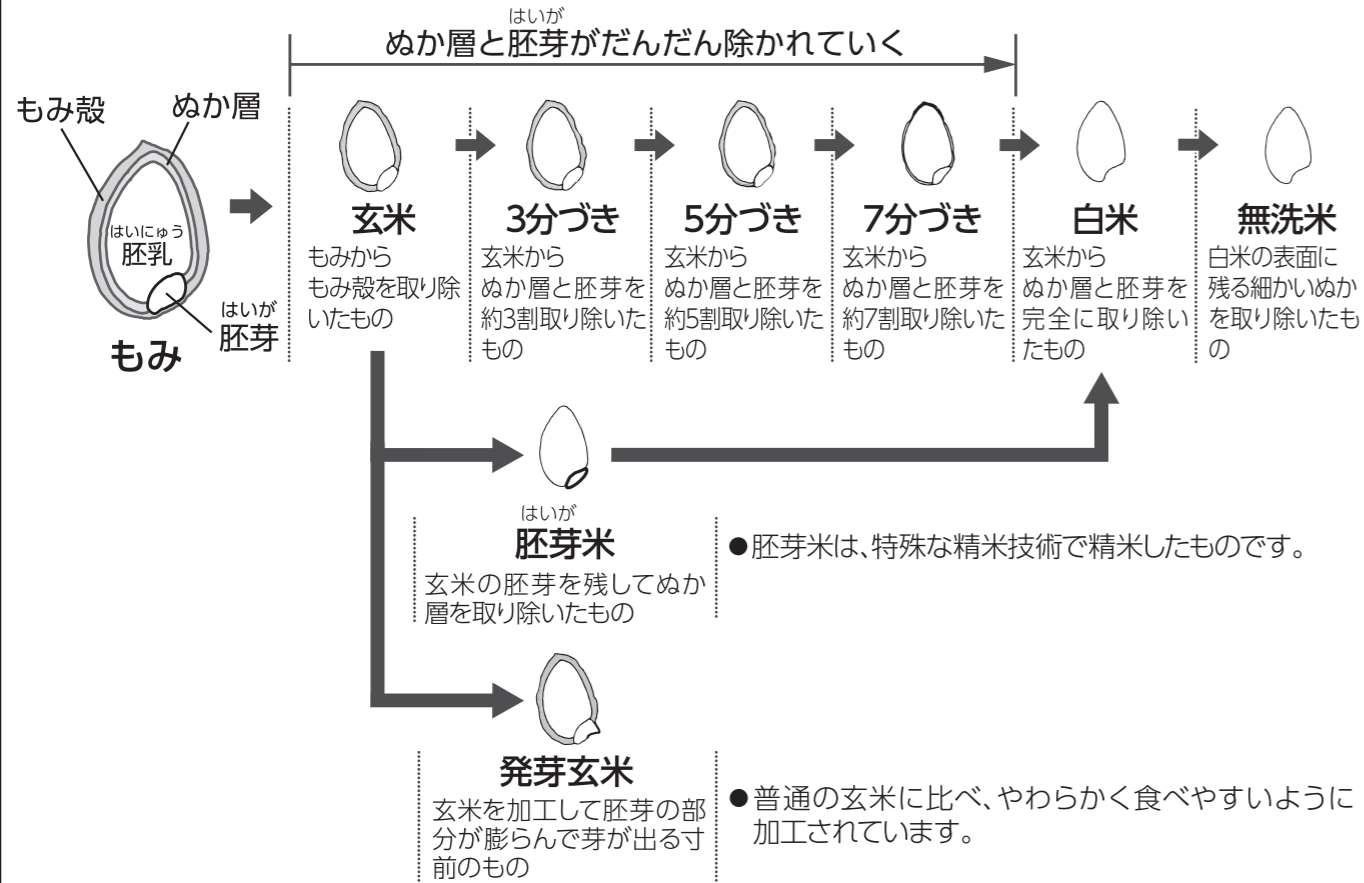 はいが
ぬか層と胚芽がだんだん除かれていく
もみ殻
ぬか層
はいにゅう
胚乳
はいが
胚芽
もみ
玄米
もみから
もみ殻を取り除
いたもの
3分づき
玄米から
ぬか層と胚芽を
約3割取り除いた
もの
5分づき
玄米から
ぬか層と胚芽を
約5割取り除いた
もの
7分づき
玄米から
ぬか層と胚芽を
約7割取り除いた
もの
白米
玄米から
ぬか層と胚芽を
完全に取り除い
たもの
無洗米
白米の表面に
残る細かいぬか
を取り除いたも
の
はいが
胚芽米
玄米の胚芽を残してぬか
層を取り除いたもの
●胚芽米は、特殊な精米技術で精米したものです。
発芽玄米
玄米を加工して胚芽の部
分が膨らんで芽が出る寸
前のもの
●普通の玄米に比べ、やわらかく食べやすいように
加工されています。